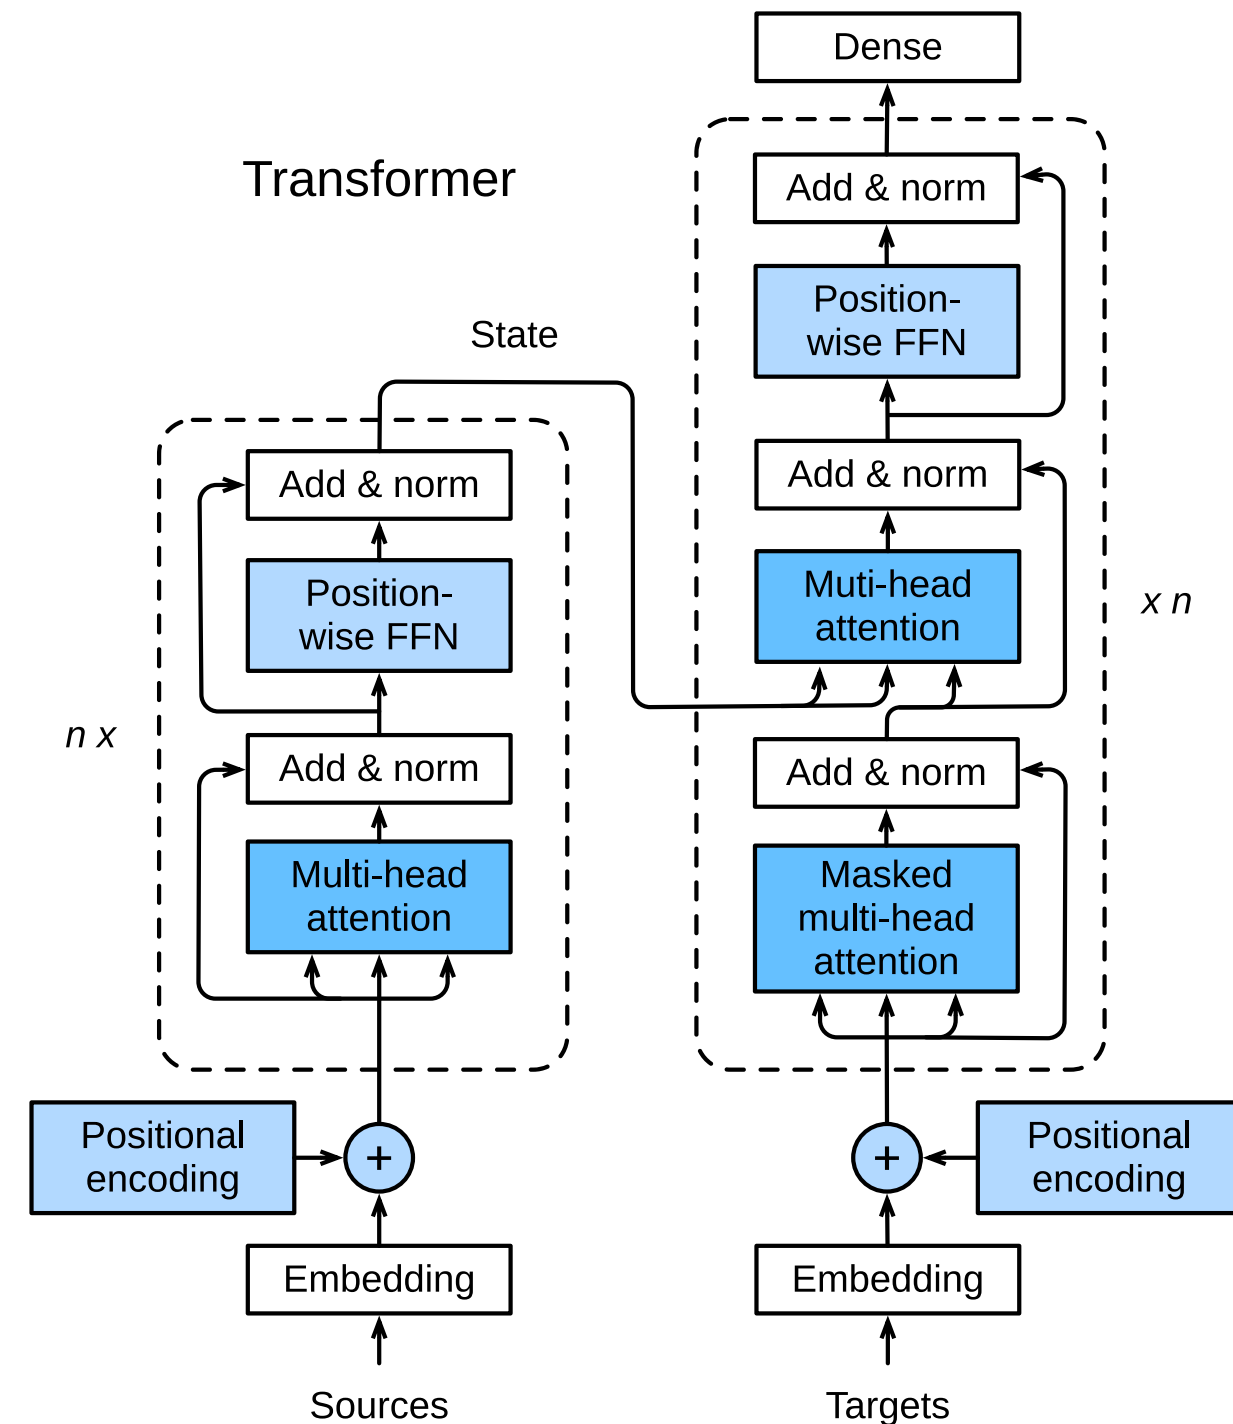 Transformer
State
n x
Add & norm
Position-
wise FFN
Add & norm
Multi-head
attention
Positional
encoding
+
Embedding
Sources
Dense
Add & norm
Position-
wise FFN
Add & norm
Muti-head
attention
x n
Add & norm
Masked
multi-head
attention
+
Positional
encoding
Embedding
Targets